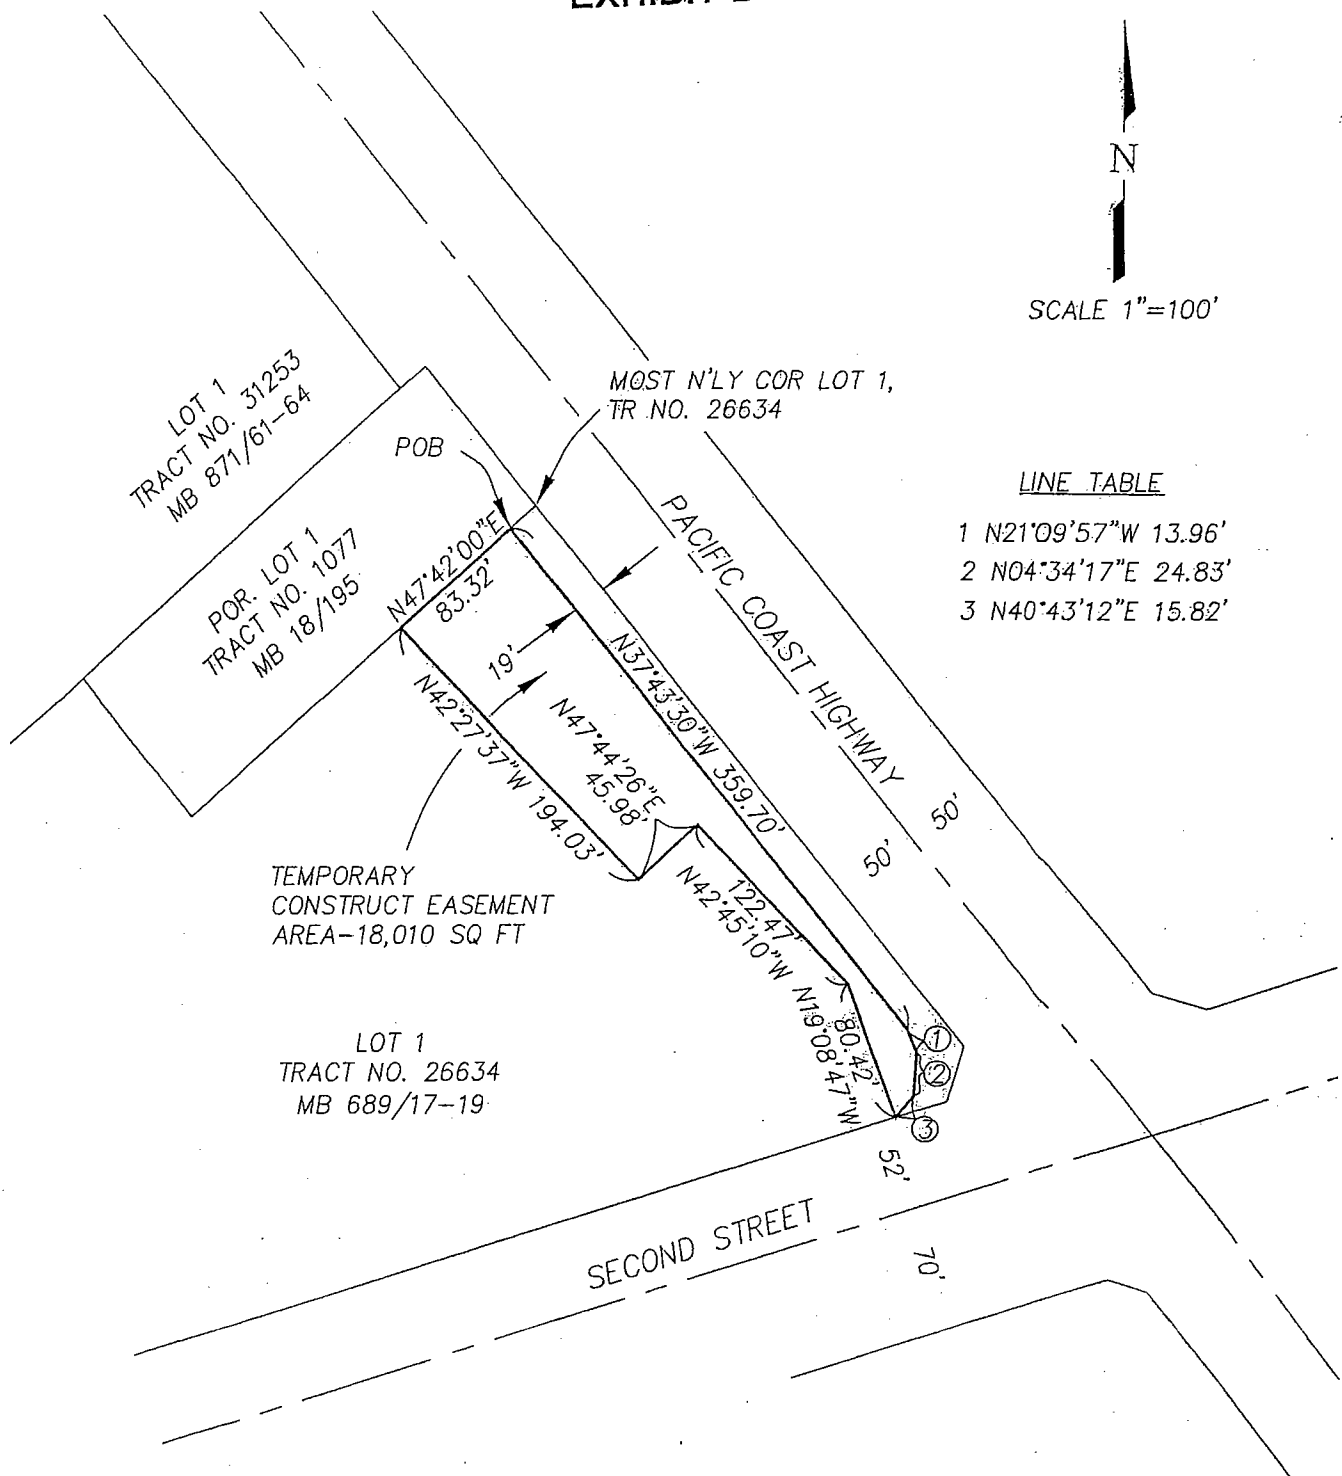 N
SCALE 1"=100'
MOST N'LY COR LOT 1,
TR NO. 26634
LOT 1
TRACT NO. 31253
MB 871/61-64
POB
LINE TABLE
1 N21°09'57"W 13.96'
2 N04°34'17"E 24.83'
3 N40°43'12"E 15.82'
POR. LOT 1
TRACT NO. 1077
MB 18/195
N47°42'00"E
83.32'
PACIFIC COAST HIGHWAY
19'
N37°43'30"W 359.70'
N42°27'37"W 194.03'
N47°44'26"E
45.98'
50'
50'
TEMPORARY
CONSTRUCT EASEMENT
AREA-18,010 SQ FT
122.47'
N42°45'10"W
80.42'
N19°08'47"W
1
2
3
LOT 1
TRACT NO. 26634
MB 689/17-19
52'
SECOND STREET
70'